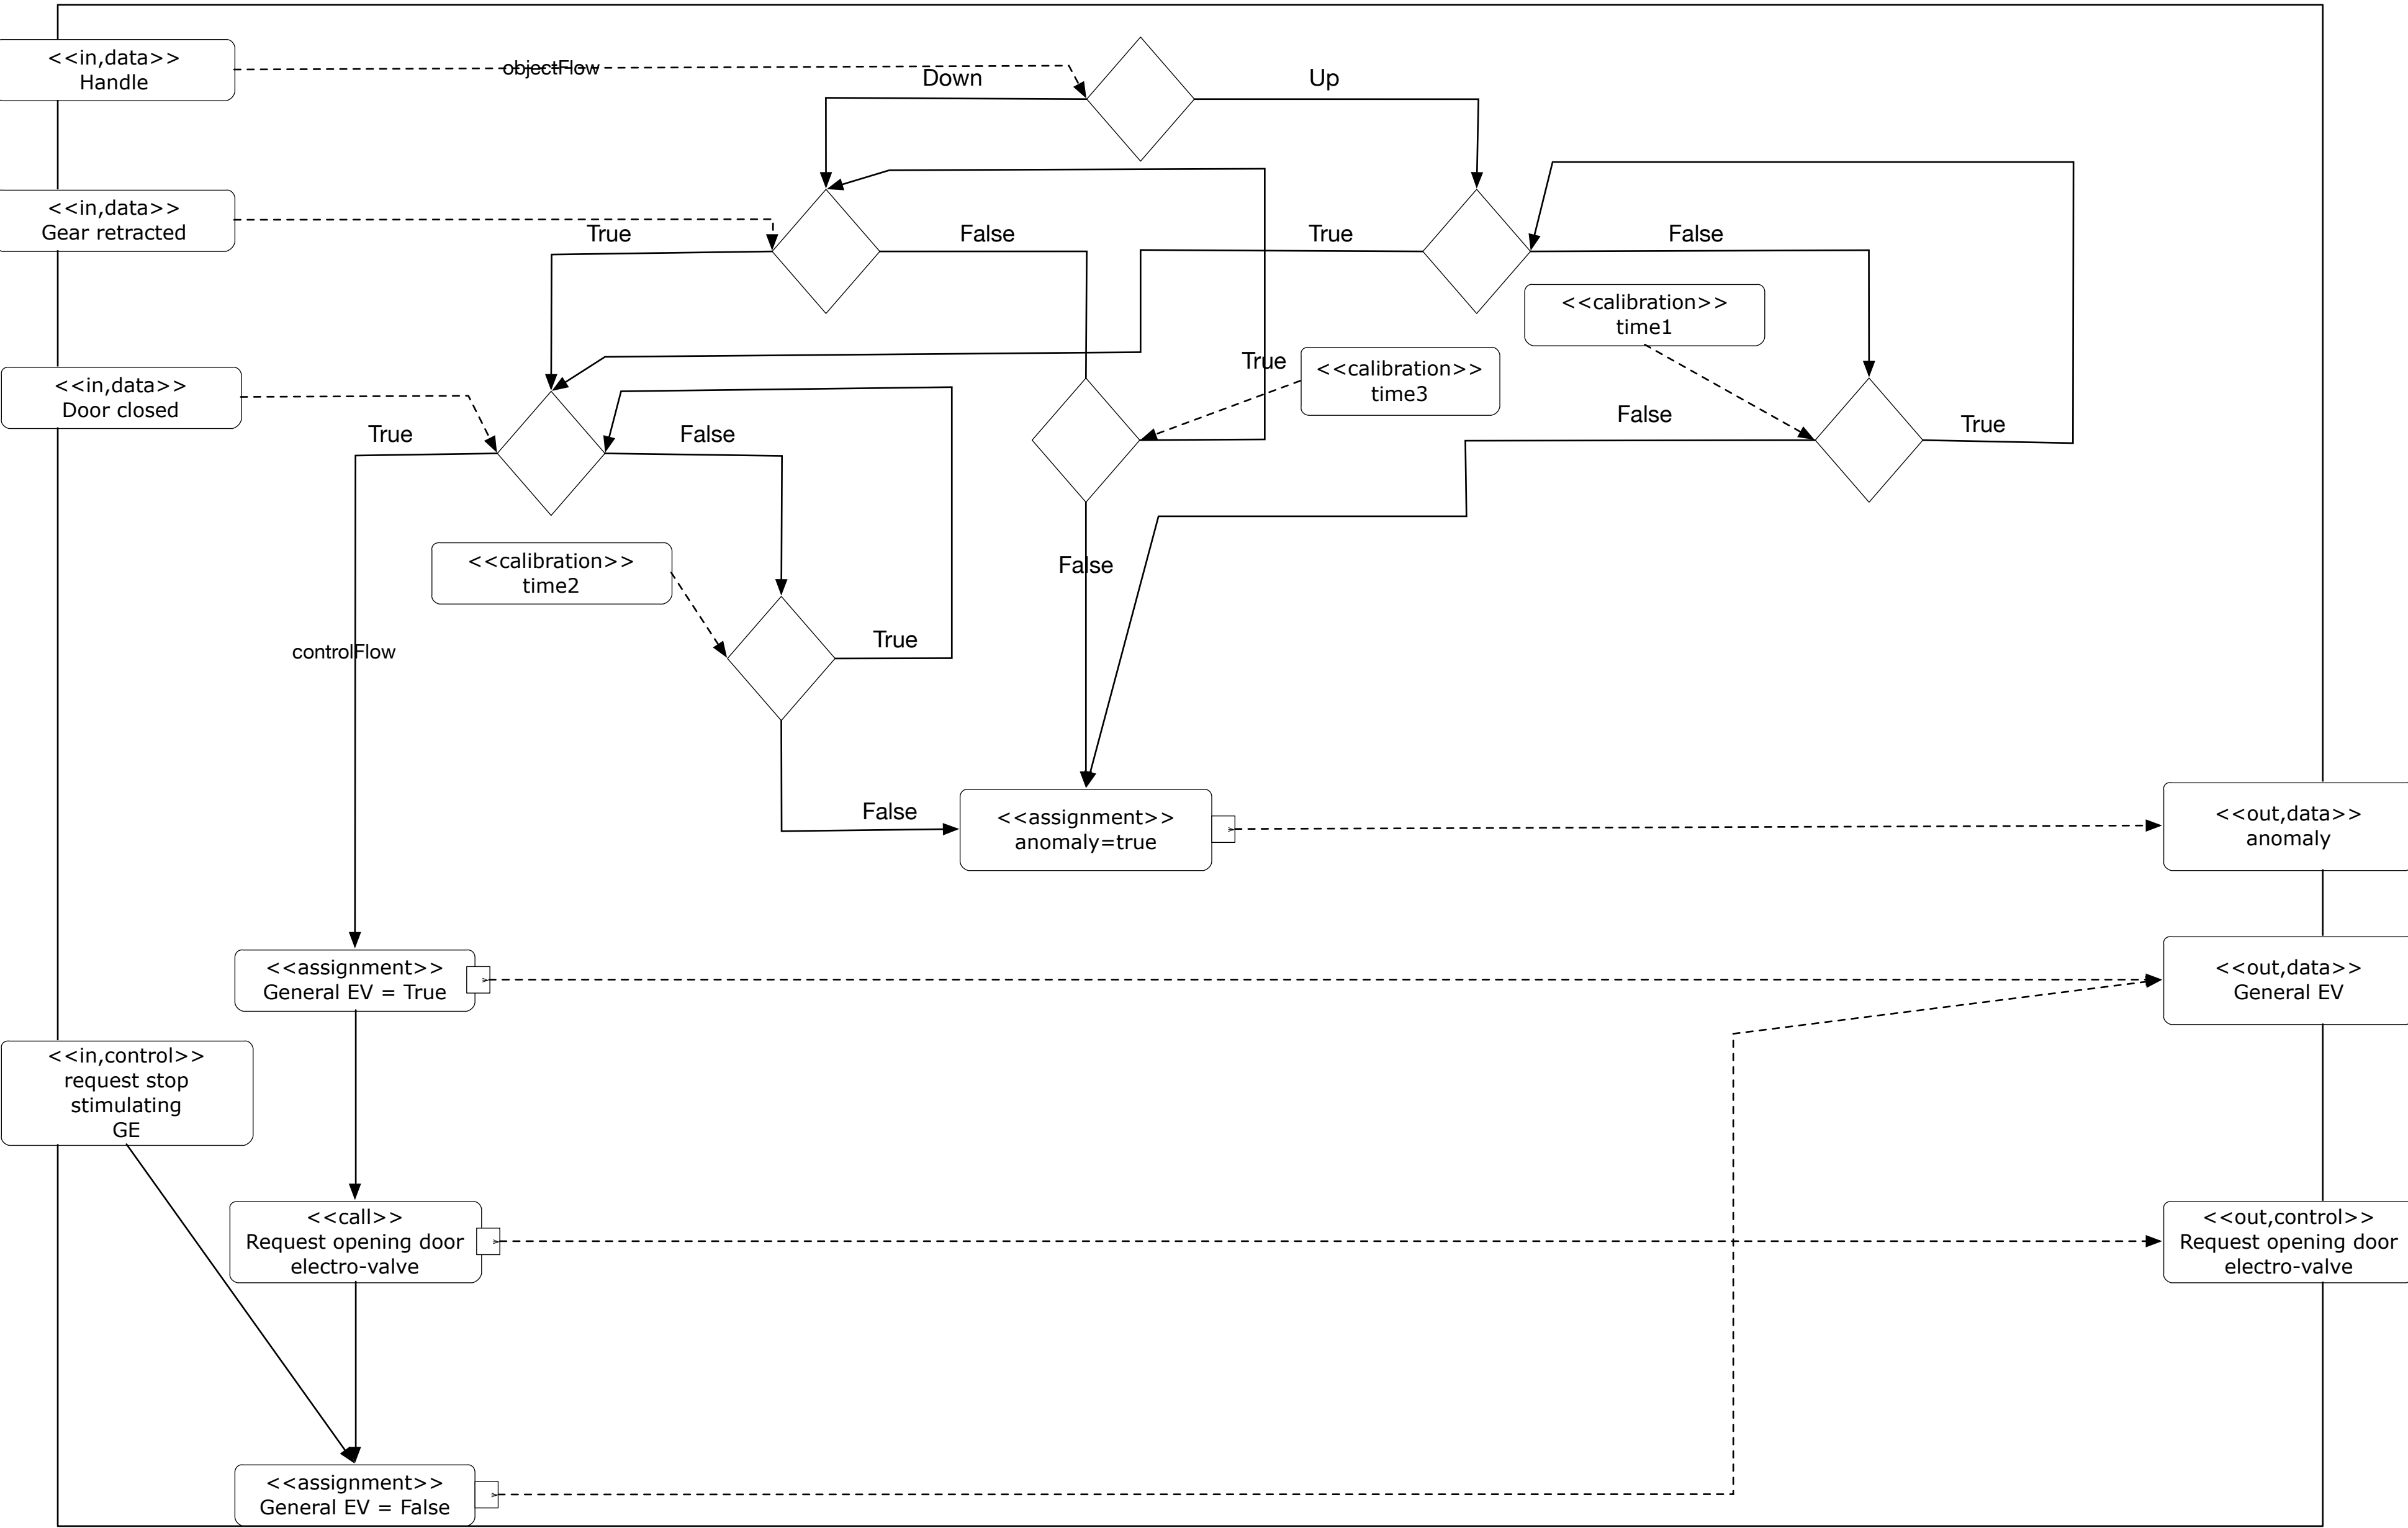 <<in,data>>
Handle
objectFlow
Down
Up
<<in,data>>
Gear retracted
True
False
True
False
<<calibration>>
time1
<<in,data>>
Door closed
True
<<calibration>>
time3
True
False
False
True
<<calibration>>
time2
False
True
controlFlow
False
<<assignment>>
anomaly=true
<<out,data>>
anomaly
<<assignment>>
General EV = True
<<out,data>>
General EV
<<in,control>>
request stop
stimulating
GE
<<call>>
Request opening door
electro-valve
<<out,control>>
Request opening door
electro-valve
<<assignment>>
General EV = False